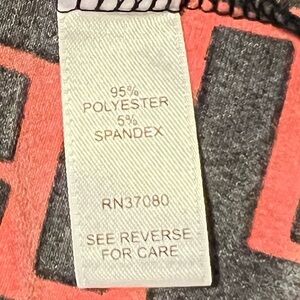 95%
POLYESTER
5%
SPANDEX
RN37080
SEE REVERSE
FOR CARE